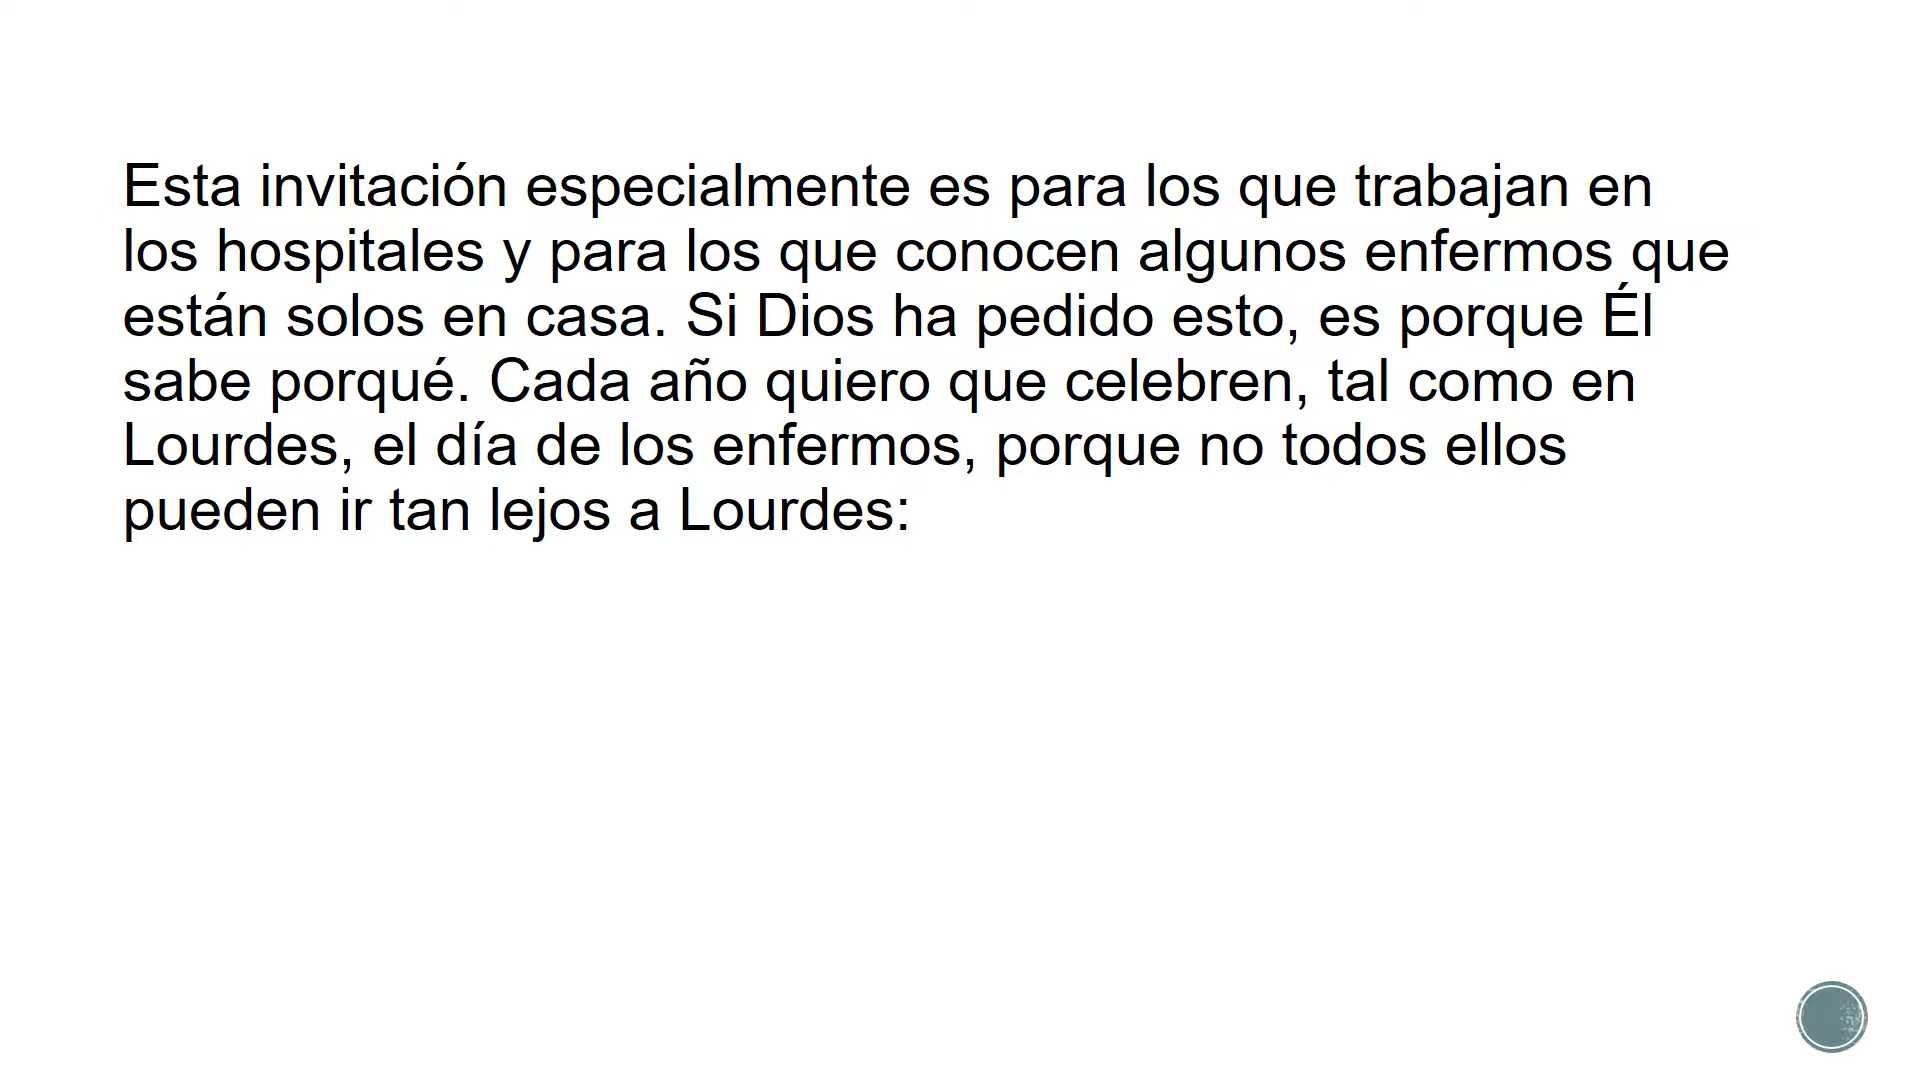 Esta invitación especialmente es para los que trabajan en
los hospitales y para los que conocen algunos enfermos que
están solos en casa. Si Dios ha pedido esto, es porque Él
sabe porqué. Cada año quiero que celebren, tal como en
Lourdes, el día de los enfermos, porque no todos ellos
pueden ir tan lejos a Lourdes: